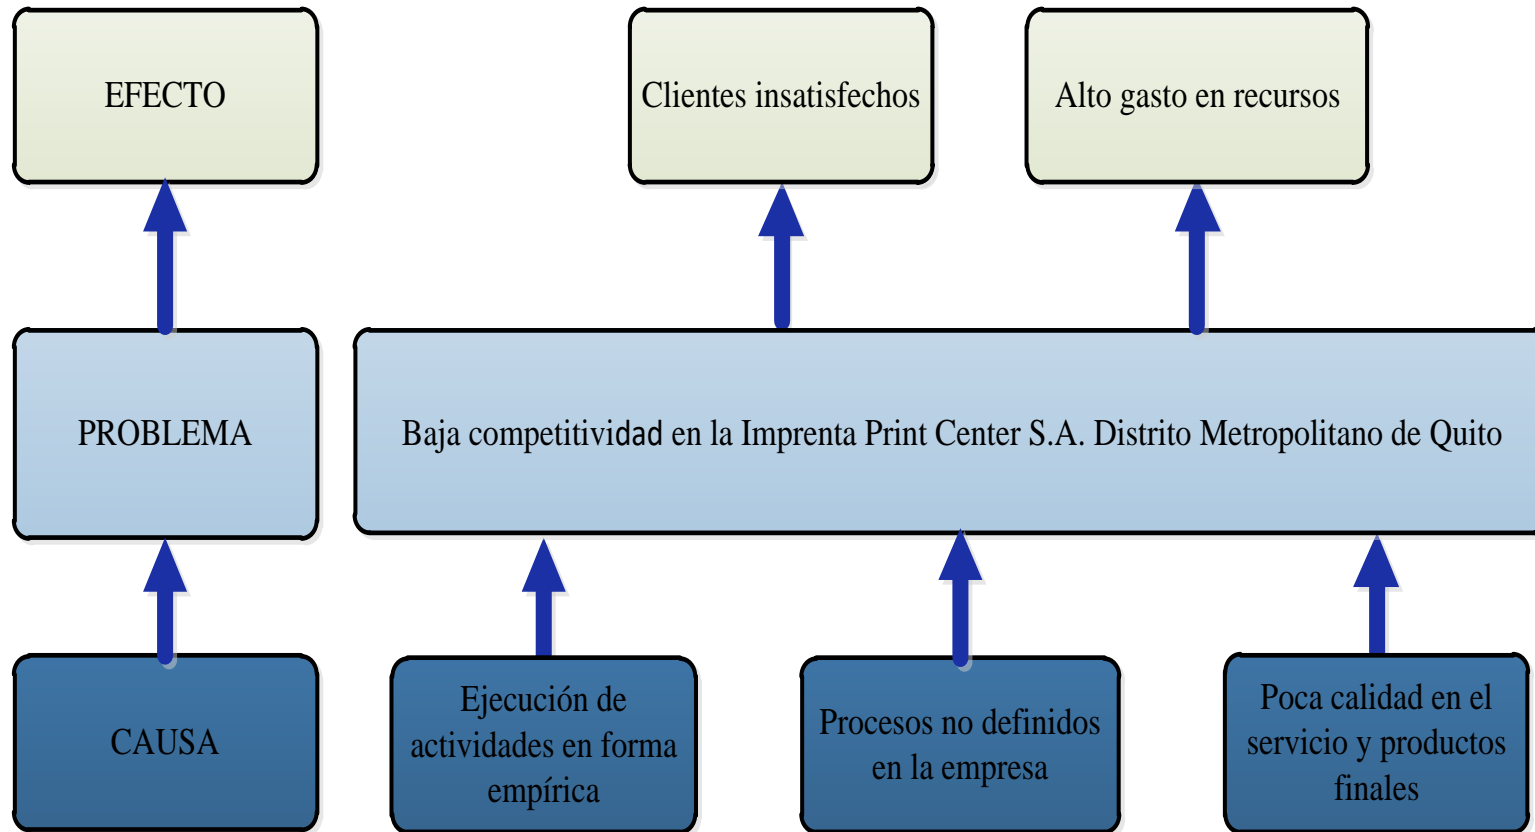 EFECTO
Clientes insatisfechos
Alto gasto en recursos
PROBLEMA
Baja competitividad en la Imprenta Print Center S.A. Distrito Metropolitano de Quito
CAUSA
Ejecución de
actividades en forma
empírica
Procesos no definidos
en la empresa
Poca calidad en el
servicio y productos
finales